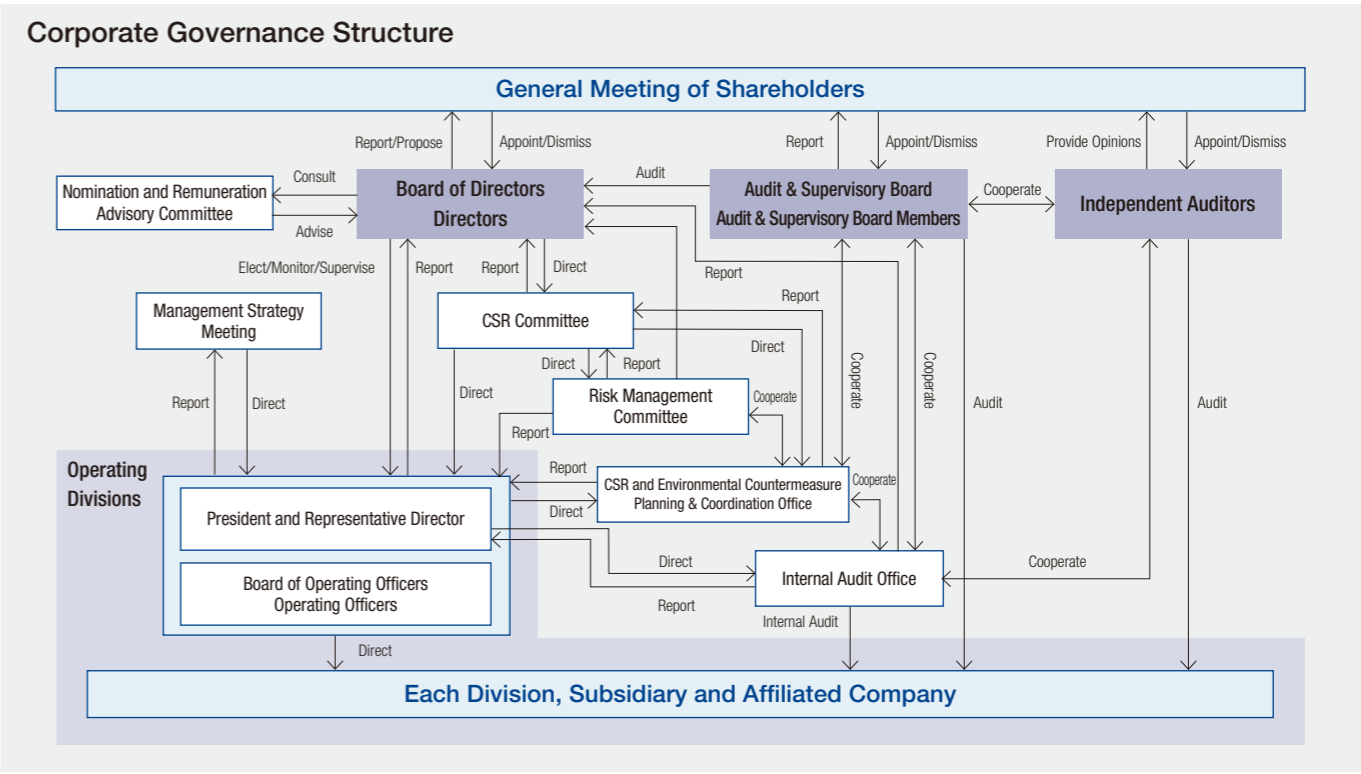 Corporate Governance Structure
General Meeting of Shareholders
Report/Propose
Appoint/Dismiss
Report
Appoint/Dismiss
Provide Opinions
Appoint/Dismiss
Nomination and Remuneration
Advisory Committee
Consult
Advise
Board of Directors
Directors
Audit
Audit & Supervisory Board
Audit & Supervisory Board Members
Cooperate
Independent Auditors
Elect/Monitor/Supervise
Report
Report
Direct
Report
Report
Management Strategy
Meeting
CSR Committee
Direct
Direct
Report
Direct
Cooperate
Cooperate
Report
Direct
Risk Management
Committee
Cooperate
Audit
Audit
Report
Operating
Divisions
Report
Direct
CSR and Environmental Countermeasure
Planning & Coordination Office
Cooperate
President and Representative Director
Board of Operating Officers
Operating Officers
Direct
Report
Internal Audit Office
Cooperate
Internal Audit
Direct
Each Division, Subsidiary and Affiliated Company